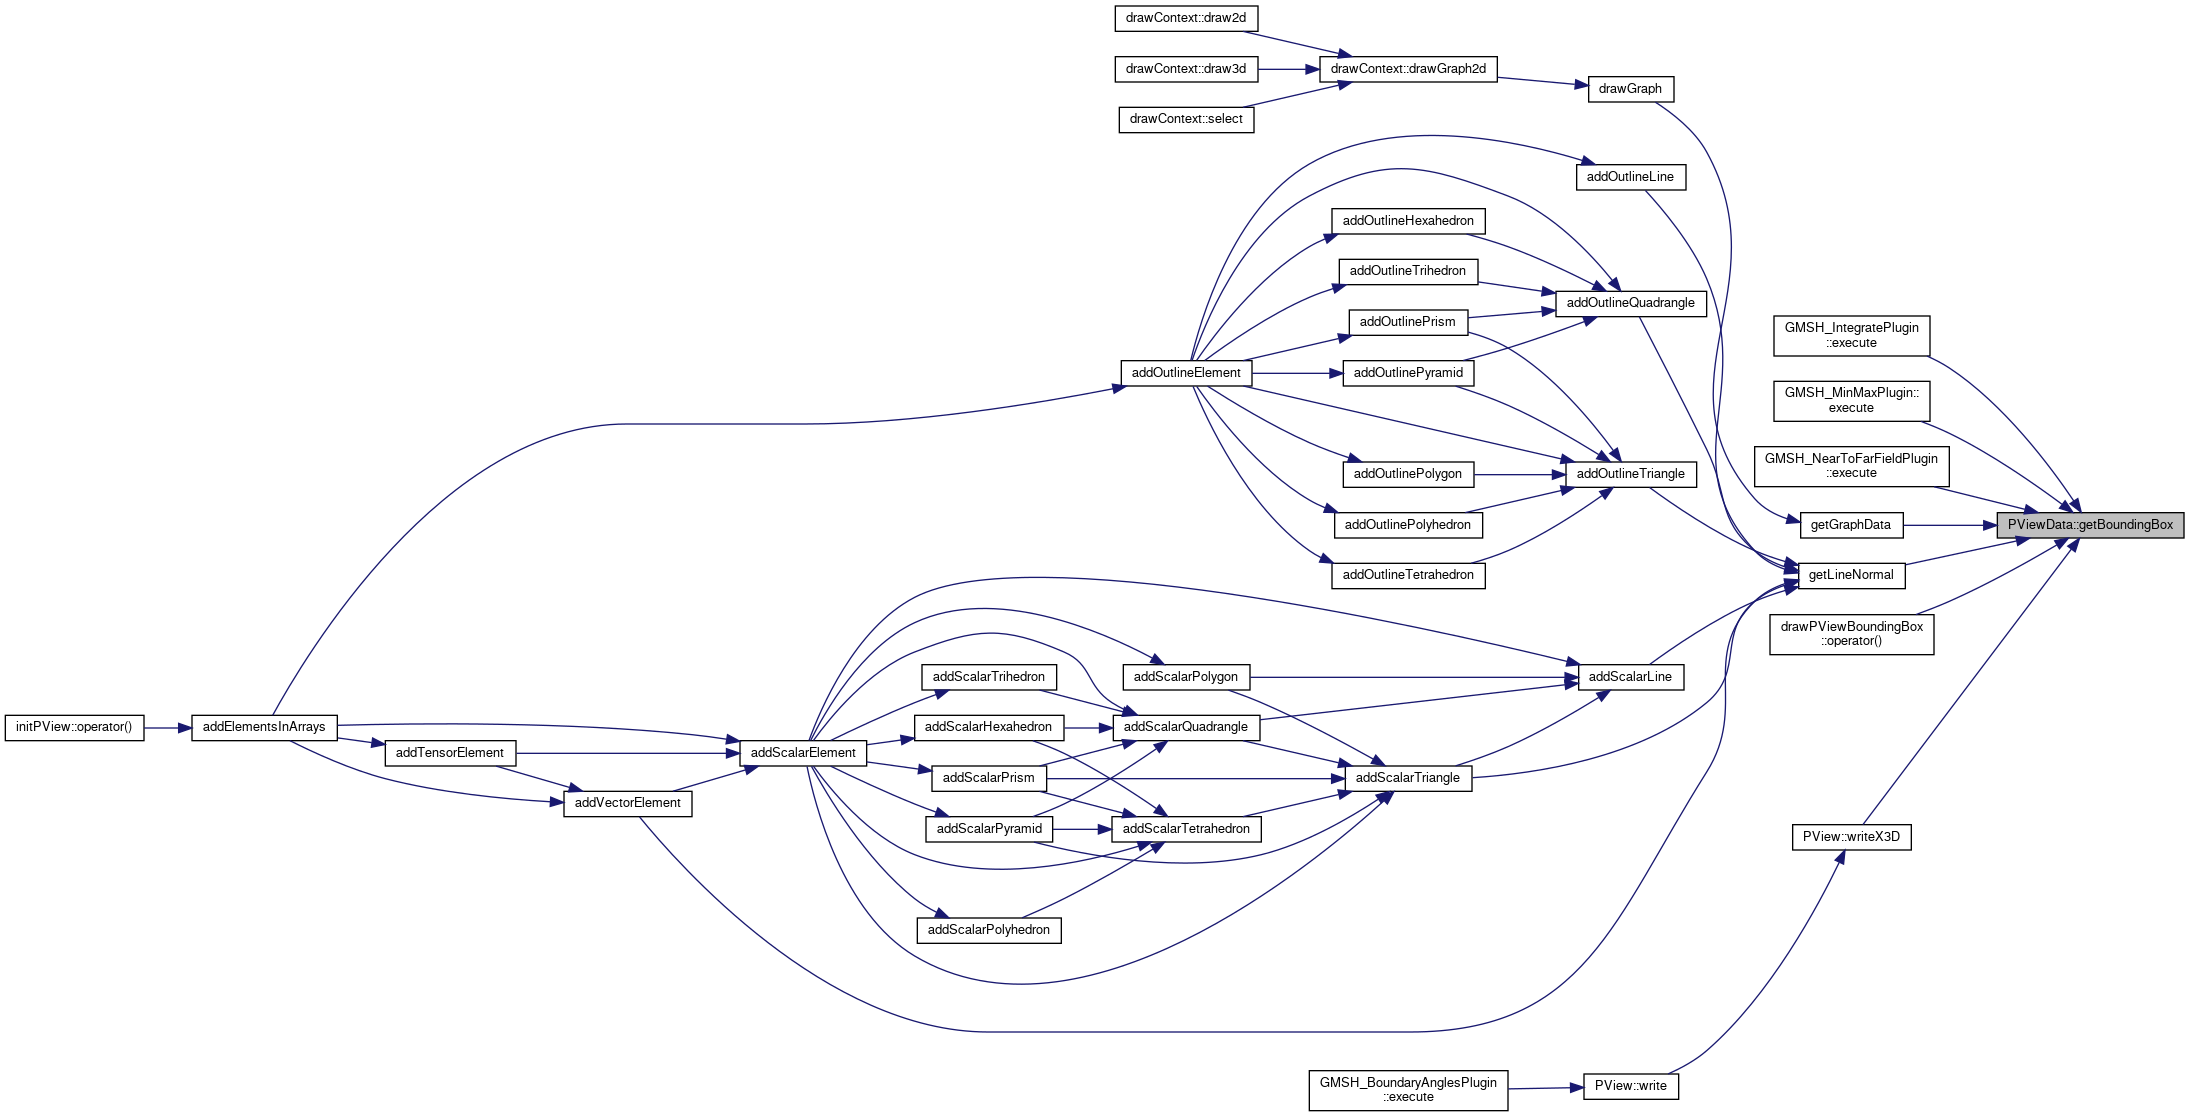 drawContext::draw2d
drawContext::draw3d
drawContext::drawGraph2d
drawGraph
drawContext::select
addOutlineLine
addOutlineHexahedron
addOutlineTrihedron
addOutlineQuadrangle
addOutlinePrism
GMSH_IntegratePlugin
::execute
addOutlineElement
addOutlinePyramid
GMSH_MinMaxPlugin::
execute
addOutlinePolygon
addOutlineTriangle
GMSH_NearToFarFieldPlugin
::execute
addOutlinePolyhedron
getGraphData
PViewData::getBoundingBox
addOutlineTetrahedron
getLineNormal
drawPViewBoundingBox
::operator()
addScalarTrihedron
addScalarPolygon
addScalarLine
initPView::operator()
addElementsInArrays
addScalarHexahedron
addScalarQuadrangle
addTensorElement
addScalarElement
addScalarPrism
addScalarTriangle
addVectorElement
addScalarPyramid
addScalarTetrahedron
PView::writeX3D
addScalarPolyhedron
GMSH_BoundaryAnglesPlugin
::execute
PView::write